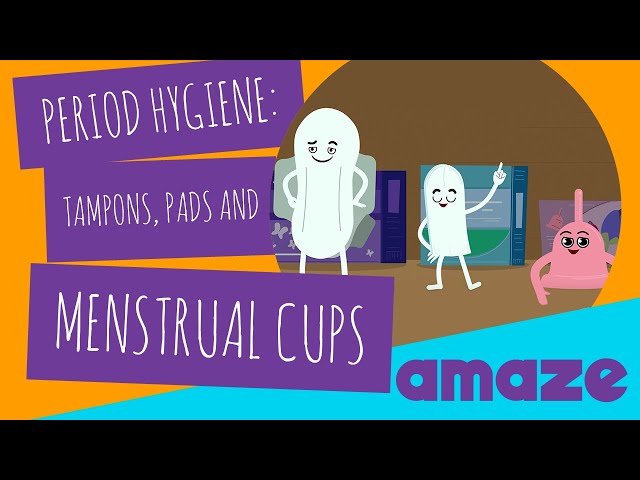 PERIOD HYGIENE:
TAMPONS, PADS AND
MENSTRUAL CUPS
amaze